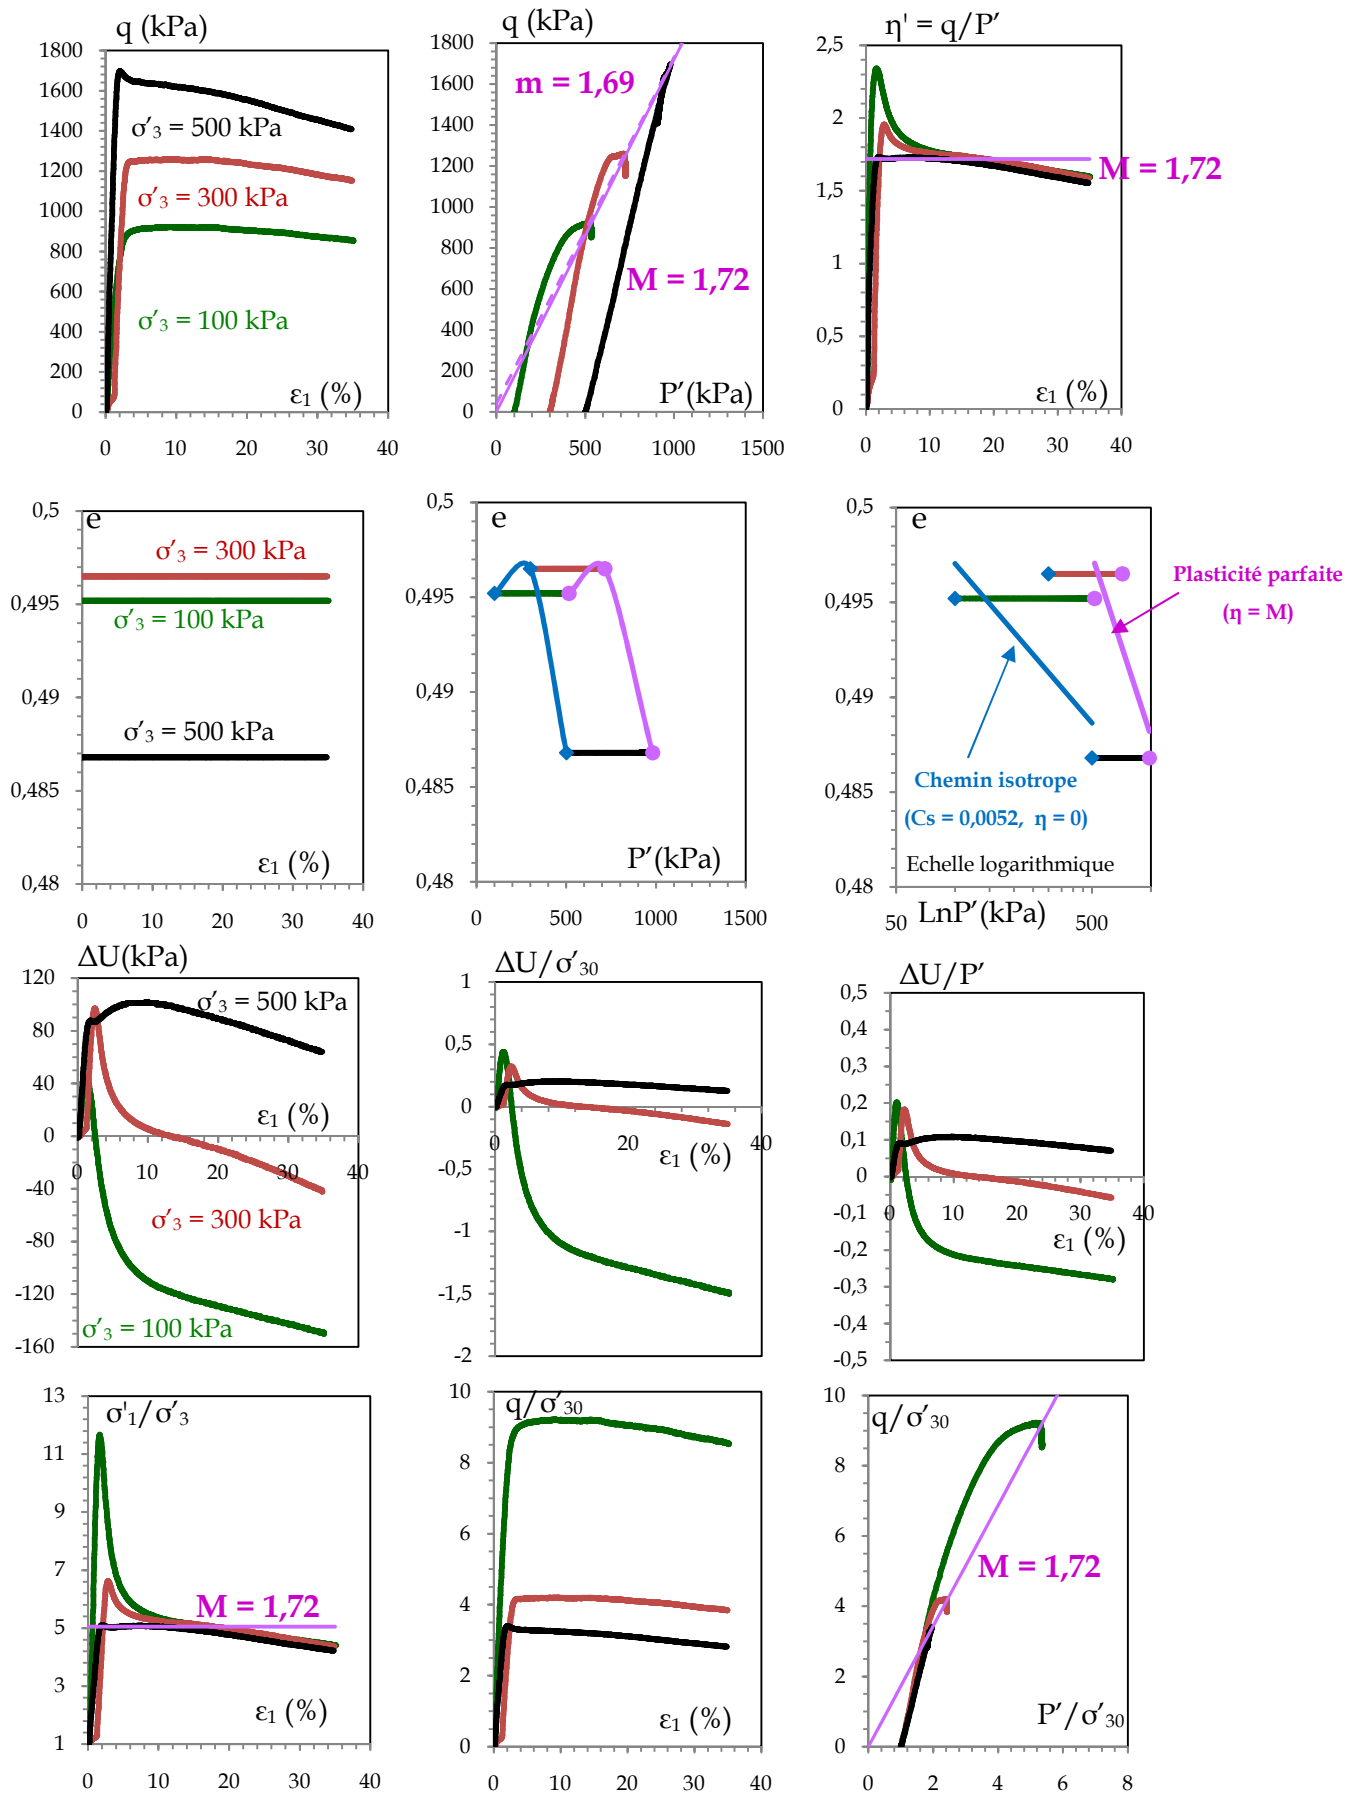 q (kPa)
1800
1600
1400
1200
1000
800
600
400
200
0
σ′₃ = 500 kPa
σ′₃ = 300 kPa
σ′₃ = 100 kPa
ε₁ (%)
0 10 20 30 40
q (kPa)
1800
1600
1400
1200
1000
800
600
400
200
0
m = 1,69
M = 1,72
P′(kPa)
0 500 1000 1500
η' = q/P′
2,5
2
1,5
1
0,5
0
M = 1,72
ε₁ (%)
0 10 20 30 40
0,5
0,495
0,49
0,485
0,48
e
σ′₃ = 300 kPa
σ′₃ = 100 kPa
σ′₃ = 500 kPa
ε₁ (%)
0 10 20 30 40
0,5
0,495
0,49
0,485
0,48
e
P′(kPa)
0 500 1000 1500
0,5
0,495
0,49
0,485
0,48
e
Plasticité parfaite
(η = M)
Chemin isotrope
(Cs = 0,0052, η = 0)
Echelle logarithmique
50 LnP′(kPa) 500
ΔU(kPa)
120
80
40
0
-40
-80
-120
-160
σ′₃ = 500 kPa
ε₁ (%)
0 10 20 30 40
σ′₃ = 300 kPa
σ′₃ = 100 kPa
ΔU/σ′₃₀
1
0,5
0
-0,5
-1
-1,5
-2
0 20 40
ε₁ (%)
ΔU/P′
0,5
0,4
0,3
0,2
0,1
0
-0,1
-0,2
-0,3
-0,4
-0,5
0 10 20 30 40
ε₁ (%)
σ'₁/σ′₃
13
11
9
7
5
3
1
M = 1,72
ε₁ (%)
0 10 20 30 40
q/σ′₃₀
10
8
6
4
2
0
ε₁ (%)
0 10 20 30 40
q/σ′₃₀
10
8
6
4
2
0
M = 1,72
P′/σ′₃₀
0 2 4 6 8